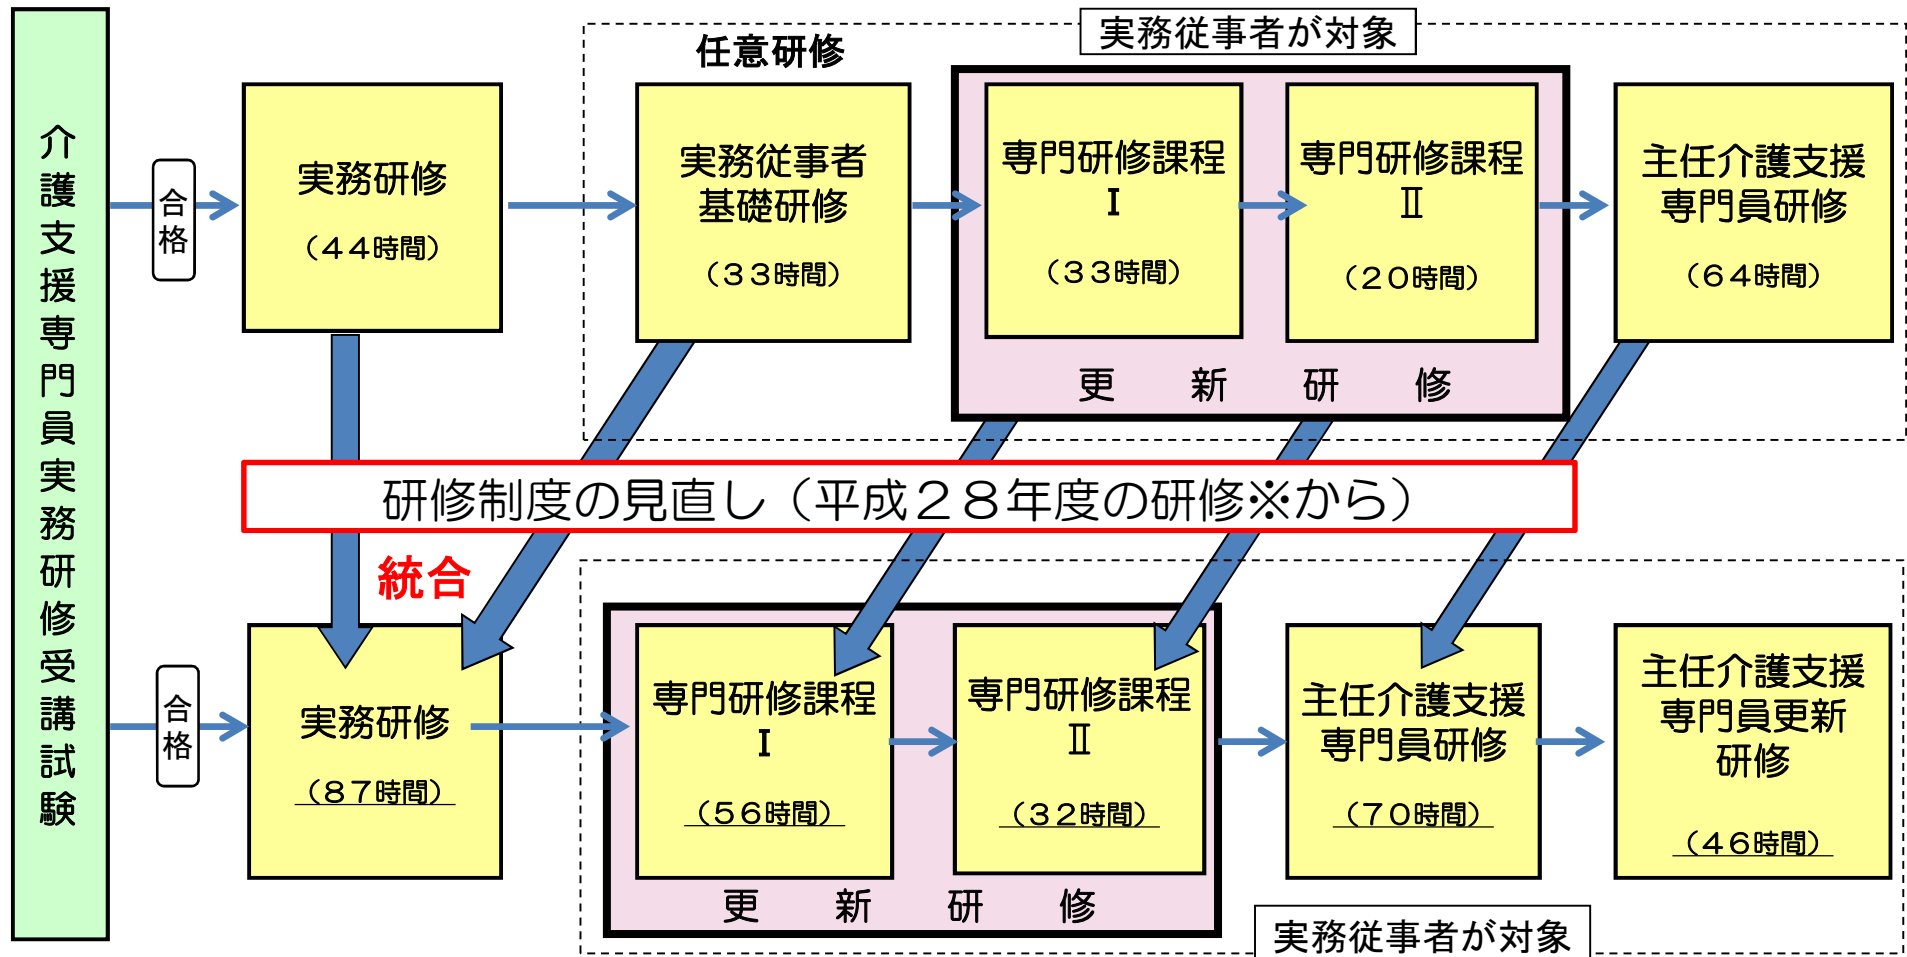 介護支援専門員実務研修受講試験
実務従事者が対象
任意研修
合格
実務研修
（４４時間）
実務従事者
基礎研修
（３３時間）
専門研修課程
Ⅰ
（３３時間）
専門研修課程
Ⅱ
（２０時間）
主任介護支援
専門員研修
（６４時間）
更新研修
研修制度の見直し（平成２８年度の研修※から）
統合
合格
実務研修
（８７時間）
専門研修課程
Ⅰ
（５６時間）
専門研修課程
Ⅱ
（３２時間）
主任介護支援
専門員研修
（７０時間）
主任介護支援
専門員更新
研修
（４６時間）
更新研修
実務従事者が対象